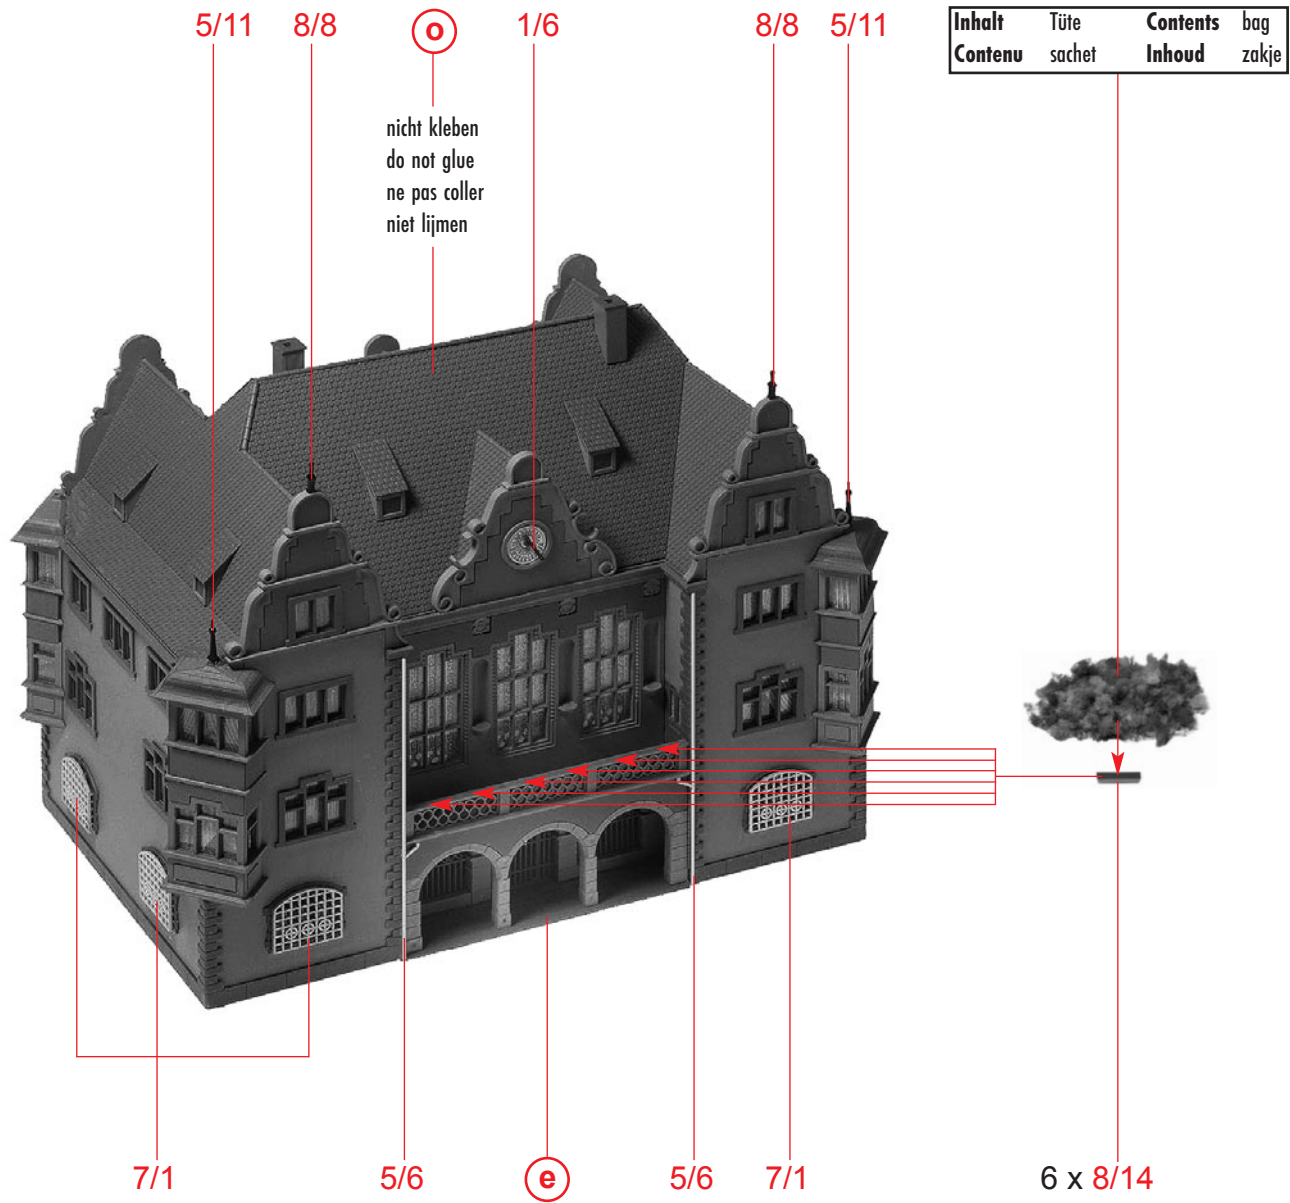 5/11 8/8 o 1/6 8/8 5/11
Inhalt Tüte Contents bag
Contenu sachet Inhoud zakje
nicht kleben
do not glue
ne pas coller
niet lijmen
7/1 5/6 e 5/6 7/1 6 x 8/14